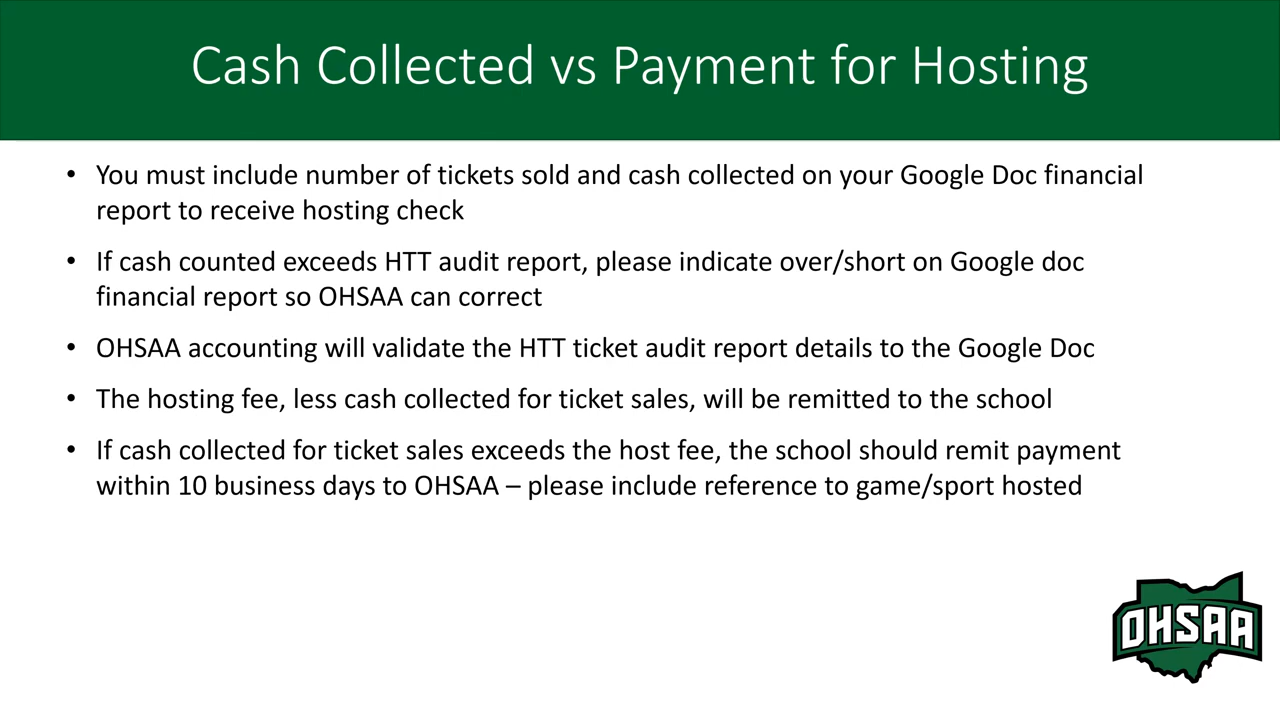 Cash Collected vs Payment for Hosting
• You must include number of tickets sold and cash collected on your Google Doc financial
report to receive hosting check
• If cash counted exceeds HTT audit report, please indicate over/short on Google doc
financial report so OHSAA can correct
• OHSAA accounting will validate the HTT ticket audit report details to the Google Doc
• The hosting fee, less cash collected for ticket sales, will be remitted to the school
• If cash collected for ticket sales exceeds the host fee, the school should remit payment
within 10 business days to OHSAA – please include reference to game/sport hosted
OHSAA